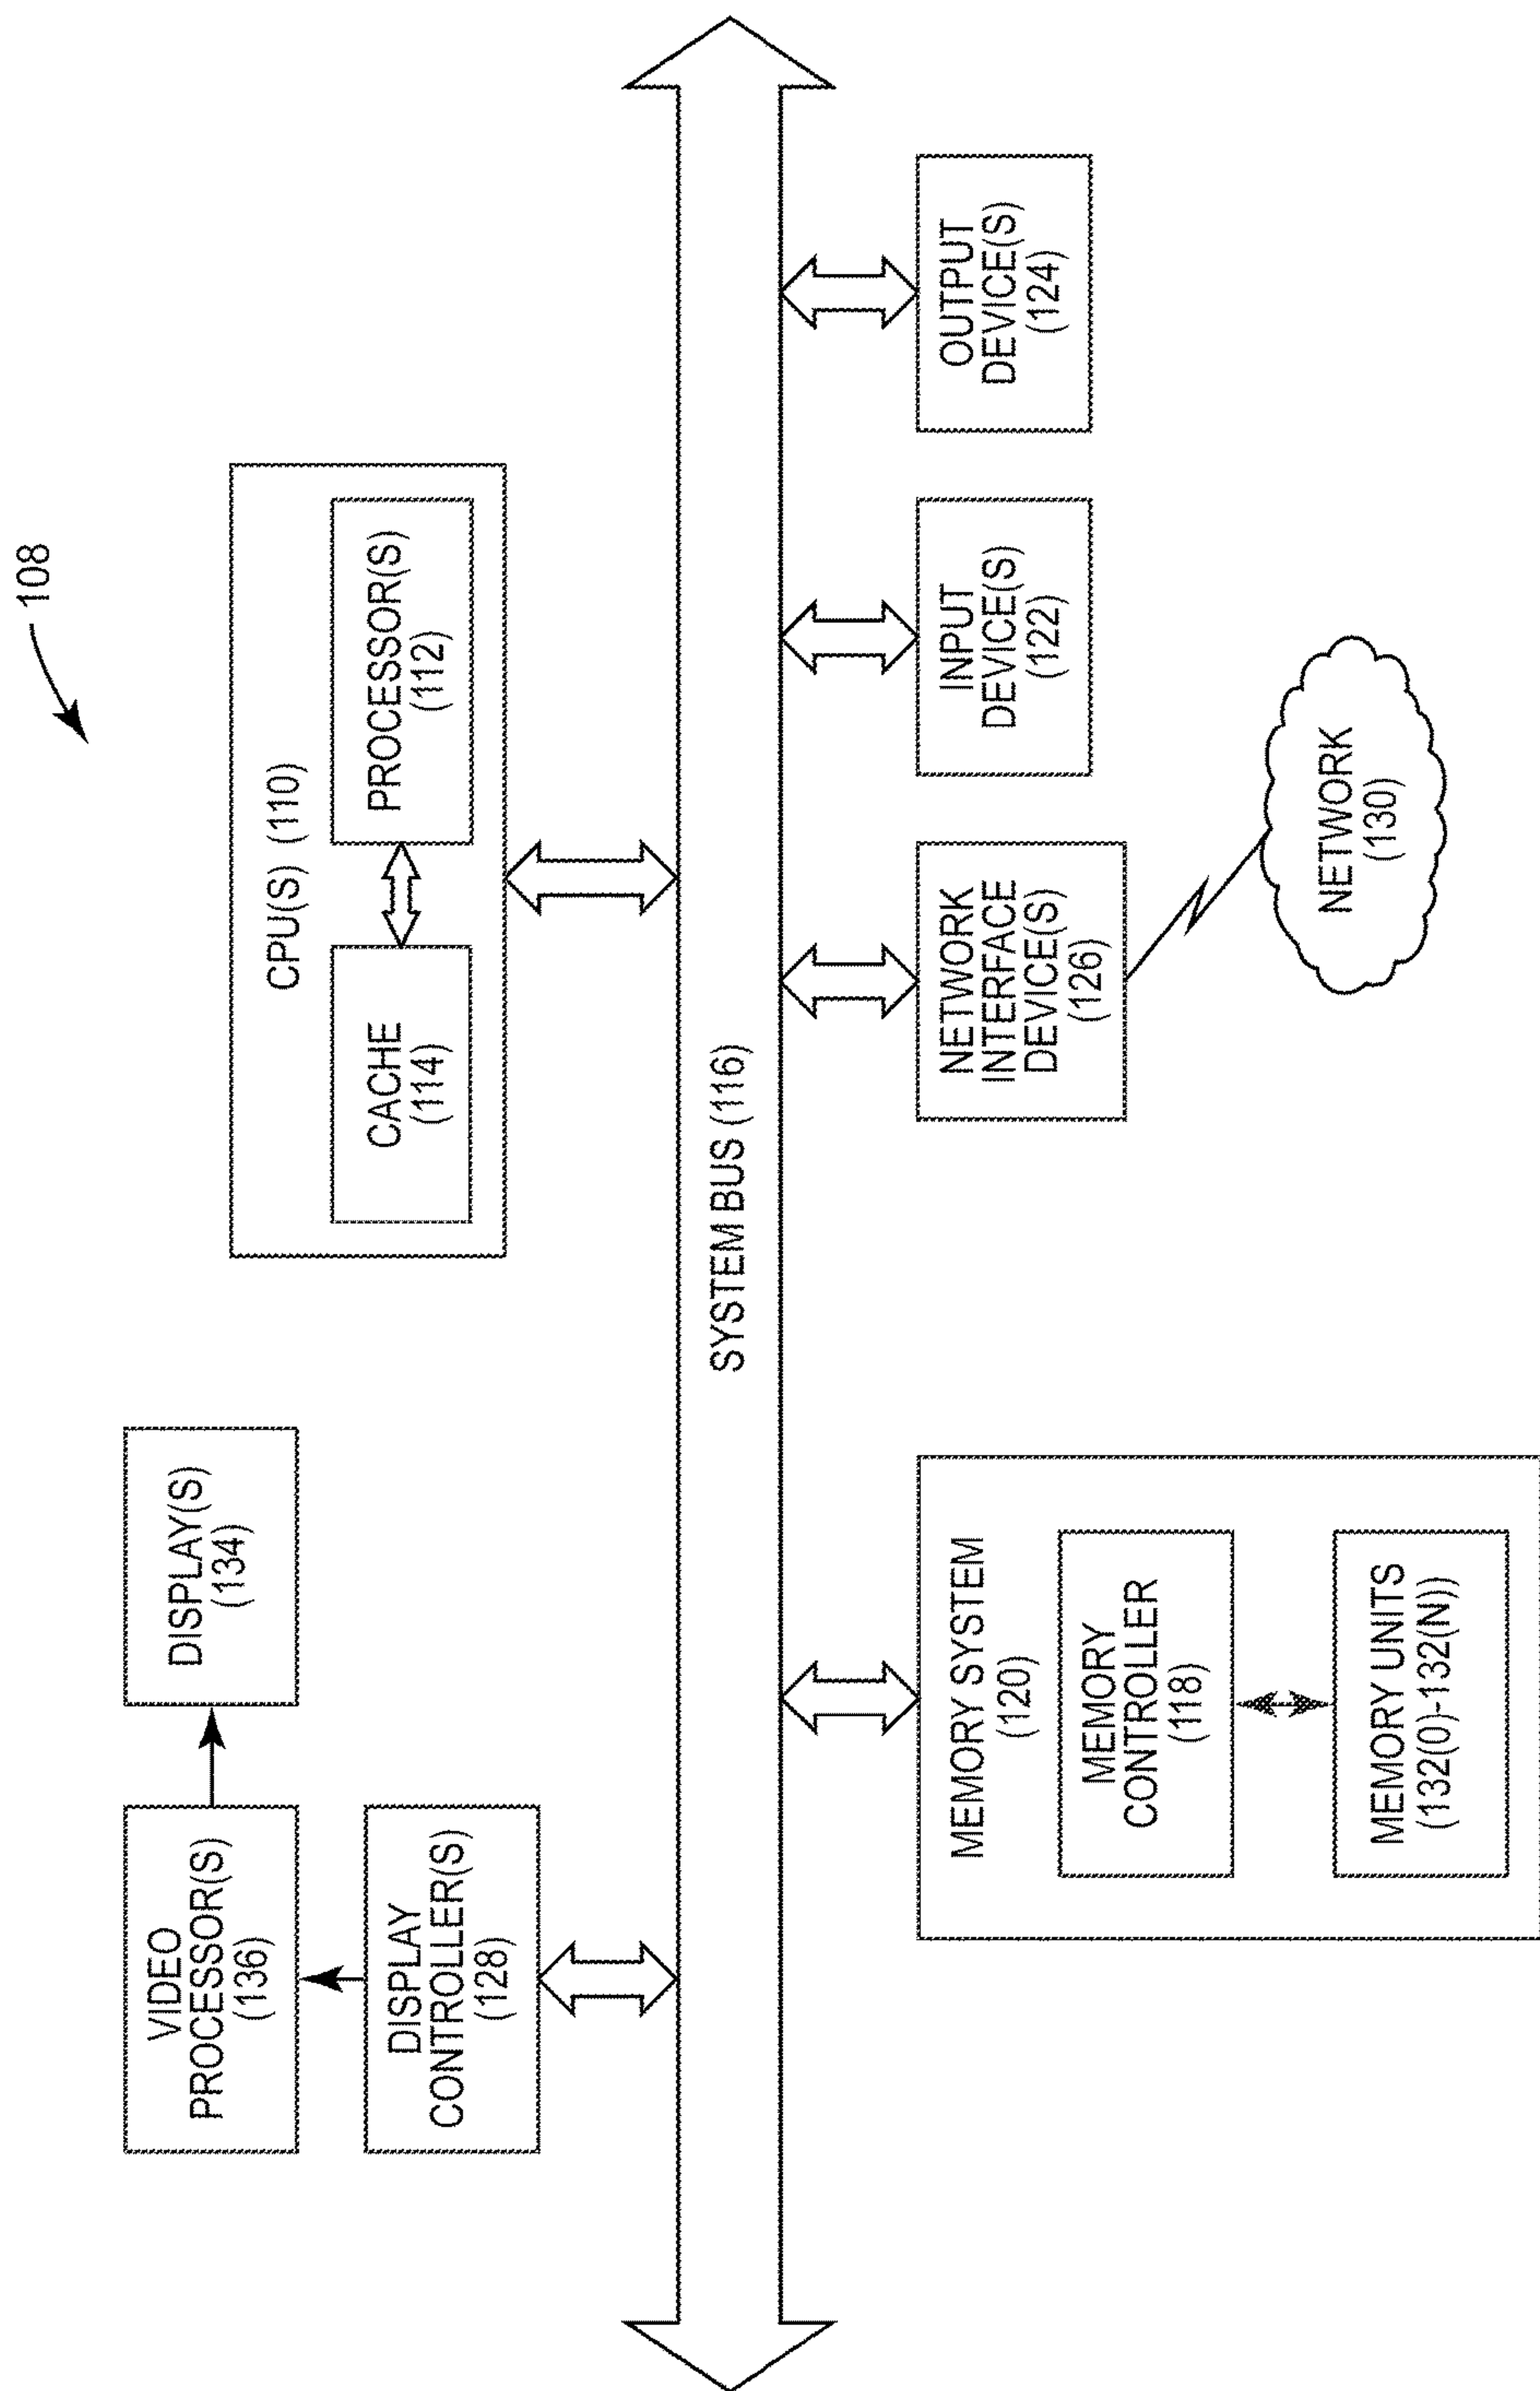 108
CPU(S) (110)
CACHE
(114)
PROCESSOR(S)
(112)
VIDEO
PROCESSOR(S)
(136)
DISPLAY(S)
(134)
DISPLAY
CONTROLLER(S)
(128)
SYSTEM BUS (116)
MEMORY SYSTEM
(120)
MEMORY
CONTROLLER
(118)
MEMORY UNITS
(132(0)-132(N))
NETWORK
INTERFACE
DEVICE(S)
(126)
INPUT
DEVICE(S)
(122)
OUTPUT
DEVICE(S)
(124)
NETWORK
(130)